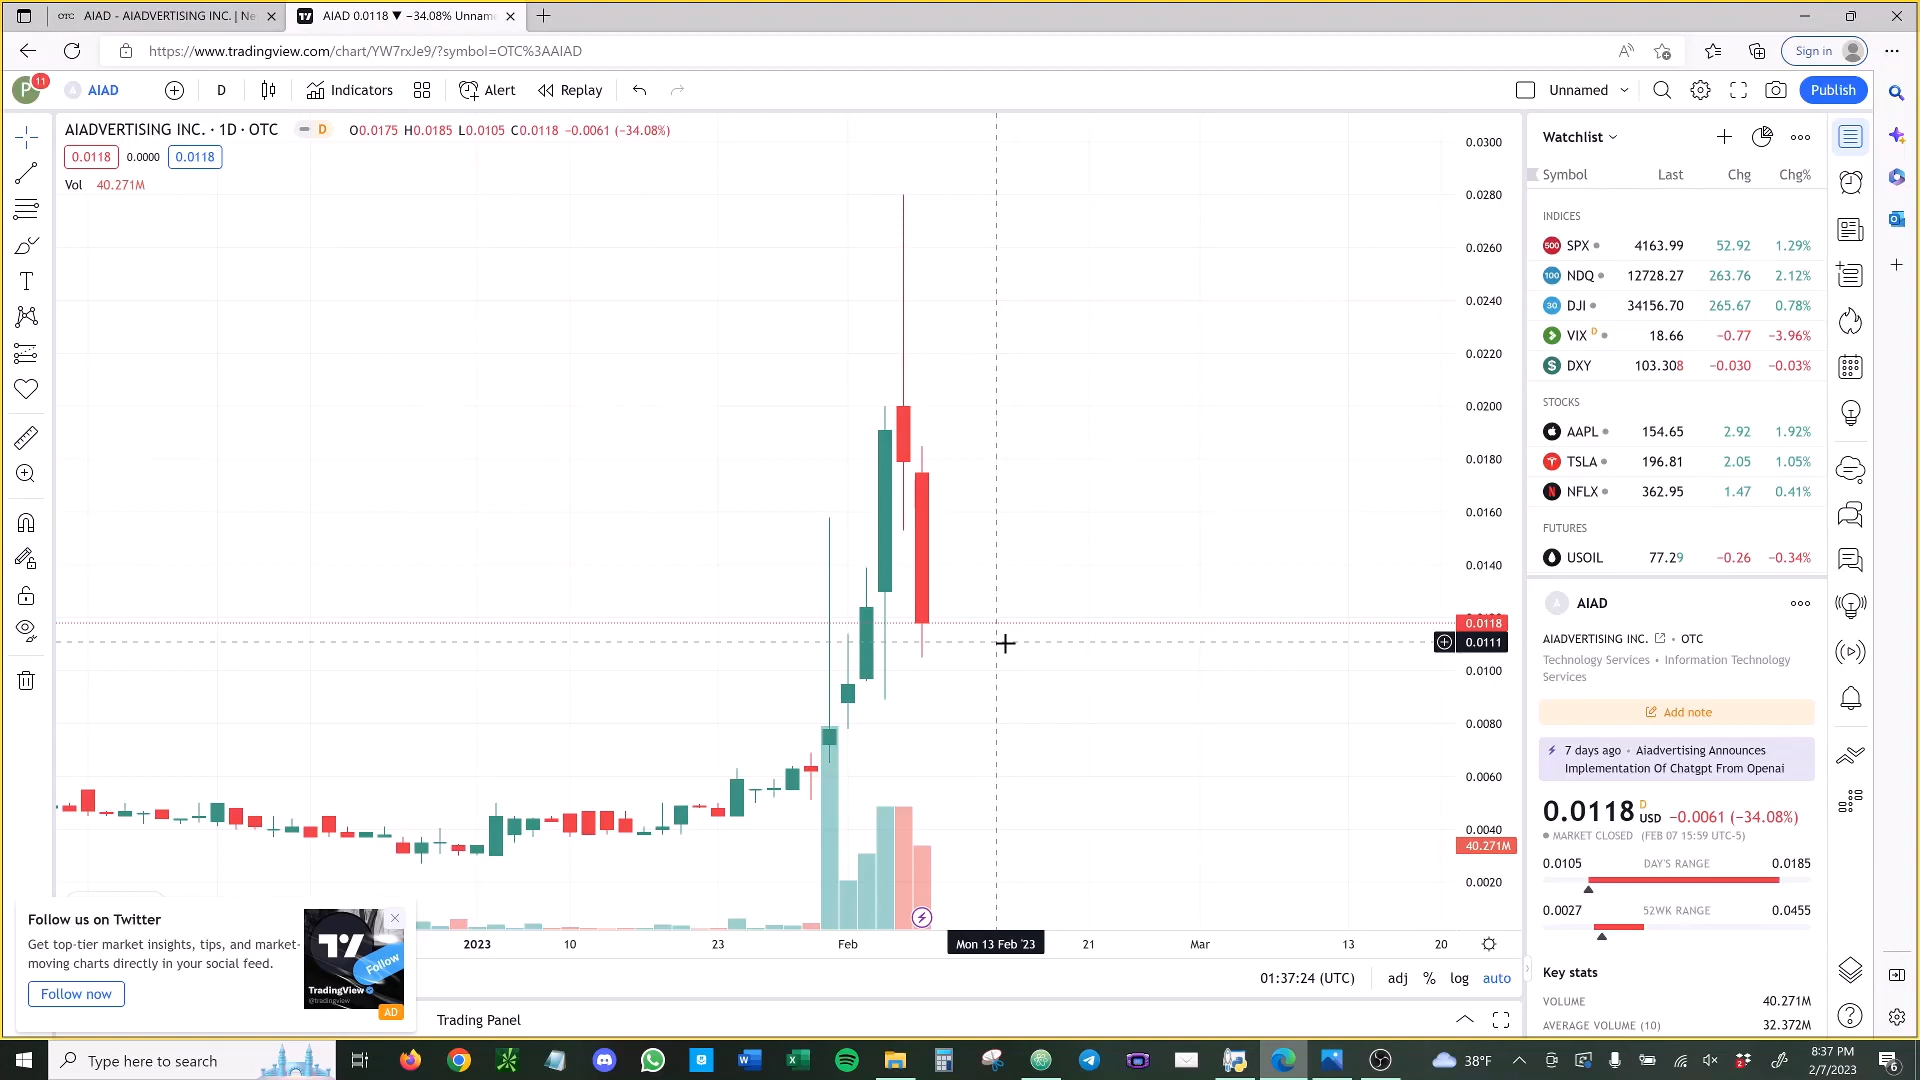 AIAD - AIADVERTISING INC. | Ne
AIAD 0.0118 ▼ −34.08% Unnam
https://www.tradingview.com/chart/YW7rxJe9/?symbol=OTC%3AAIAD
Sign in
P 11
AIAD
D
Indicators
Alert
Replay
Unnamed
Publish
AIADVERTISING INC. · 1D · OTC
D
O0.0175 H0.0185 L0.0105 C0.0118 −0.0061 (−34.08%)
0.0118 0.0000 0.0118
Vol 40.271M
0.0300
0.0280
0.0260
0.0240
0.0220
0.0200
0.0180
0.0160
0.0140
0.0118
0.0111
0.0100
0.0080
0.0060
0.0040
40.271M
0.0020
2023 10 23 Feb Mon 13 Feb '23 21 Mar 13 20
01:37:24 (UTC) adj % log auto
Trading Panel
Follow us on Twitter
Get top-tier market insights, tips, and market-
moving charts directly in your social feed.
Follow now
Follow
TradingView
@tradingview
AD
Watchlist
Symbol Last Chg Chg%
INDICES
500 SPX 4163.99 52.92 1.29%
100 NDQ 12728.27 263.76 2.12%
30 DJI 34156.70 265.67 0.78%
VIX D 18.66 −0.77 −3.96%
DXY 103.308 −0.030 −0.03%
STOCKS
AAPL 154.65 2.92 1.92%
TSLA 196.81 2.05 1.05%
NFLX 362.95 1.47 0.41%
FUTURES
USOIL 77.29 −0.26 −0.34%
A AIAD
AIADVERTISING INC. • OTC
Technology Services • Information Technology
Services
Add note
7 days ago • Aiadvertising Announces
Implementation Of Chatgpt From Openai
0.0118 D USD −0.0061 (−34.08%)
MARKET CLOSED (FEB 07 15:59 UTC-5)
0.0105 DAY'S RANGE 0.0185
0.0027 52WK RANGE 0.0455
Key stats
VOLUME 40.271M
AVERAGE VOLUME (10) 32.372M
Type here to search
38°F
8:37 PM
2/7/2023
6